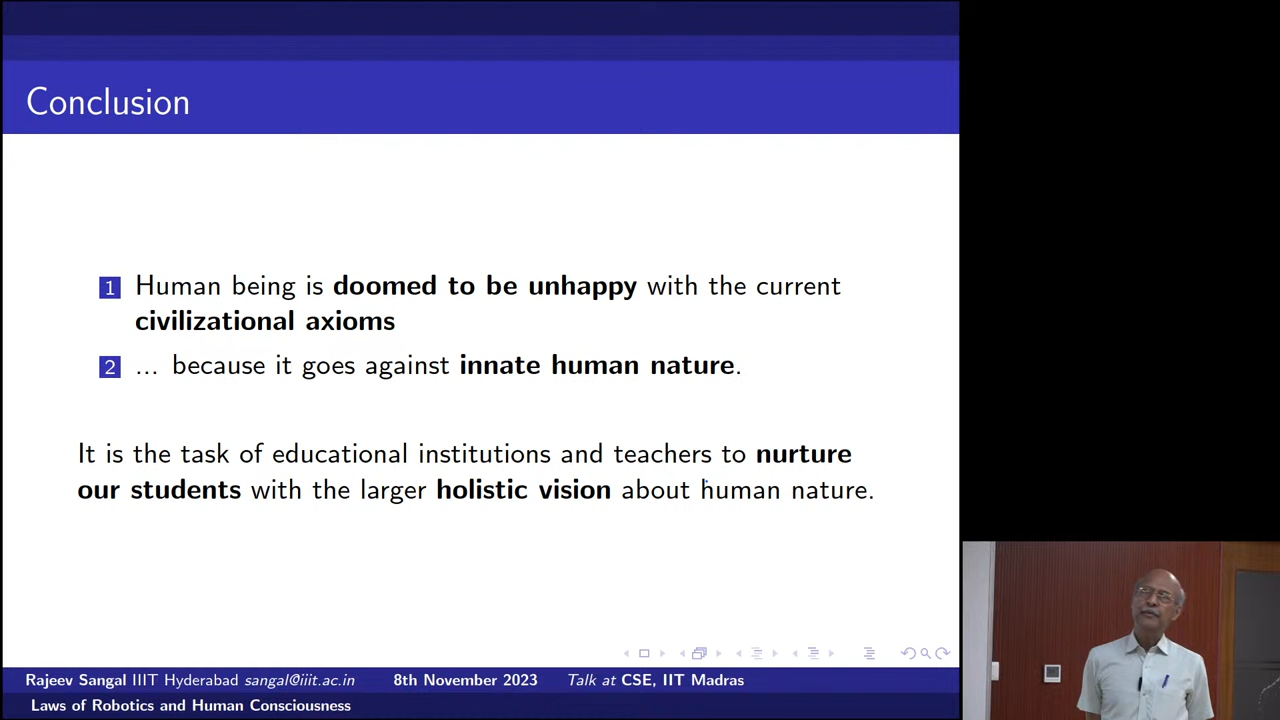 Conclusion
1 Human being is doomed to be unhappy with the current
civilizational axioms
2 ... because it goes against innate human nature.
It is the task of educational institutions and teachers to nurture
our students with the larger holistic vision about human nature.
Rajeev Sangal IIIT Hyderabad sangal@iiit.ac.in 8th November 2023 Talk at CSE, IIT Madras
Laws of Robotics and Human Consciousness